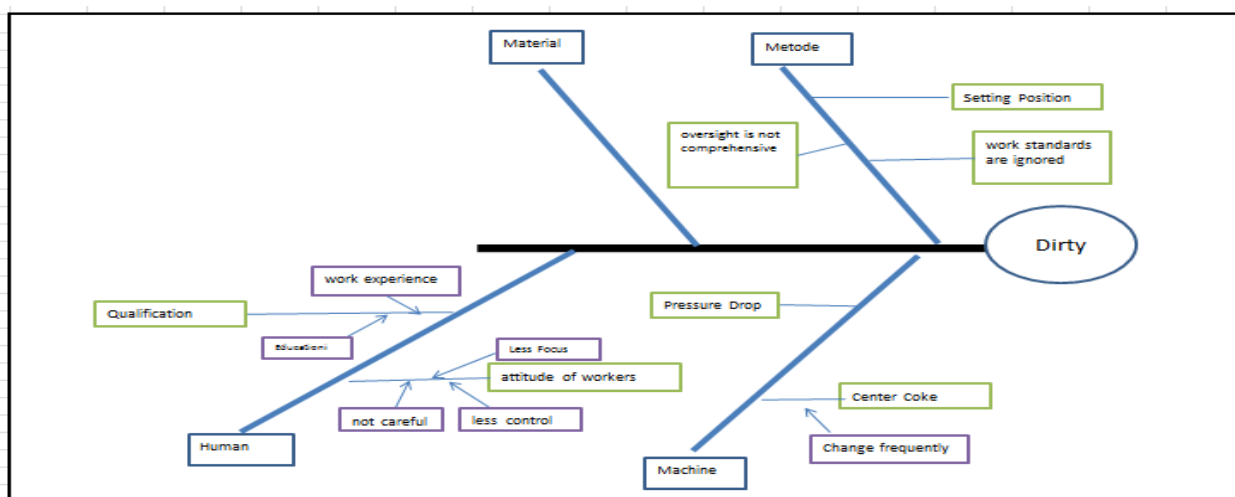 Material
Metode
Setting Position
oversight is not
comprehensive
work standards
are ignored
Dirty
work experience
Qualification
Educationi
Less Focus
attitude of workers
not careful
less control
Human
Pressure Drop
Center Coke
Change frequently
Machine